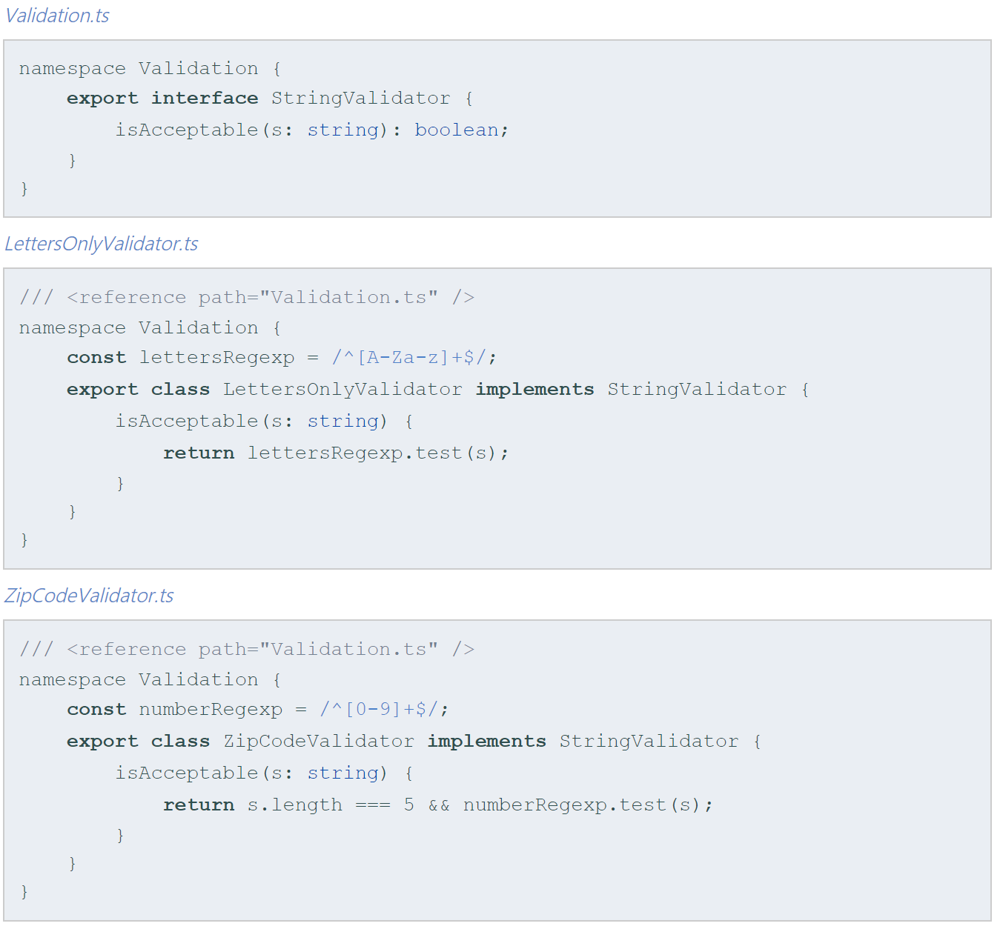 Validation.ts
namespace Validation {
    export interface StringValidator {
        isAcceptable(s: string): boolean;
    }
}
LettersOnlyValidator.ts
/// <reference path="Validation.ts" />
namespace Validation {
    const lettersRegexp = /^[A-Za-z]+$/;
    export class LettersOnlyValidator implements StringValidator {
        isAcceptable(s: string) {
            return lettersRegexp.test(s);
        }
    }
}
ZipCodeValidator.ts
/// <reference path="Validation.ts" />
namespace Validation {
    const numberRegexp = /^[0-9]+$/;
    export class ZipCodeValidator implements StringValidator {
        isAcceptable(s: string) {
            return s.length === 5 && numberRegexp.test(s);
        }
    }
}